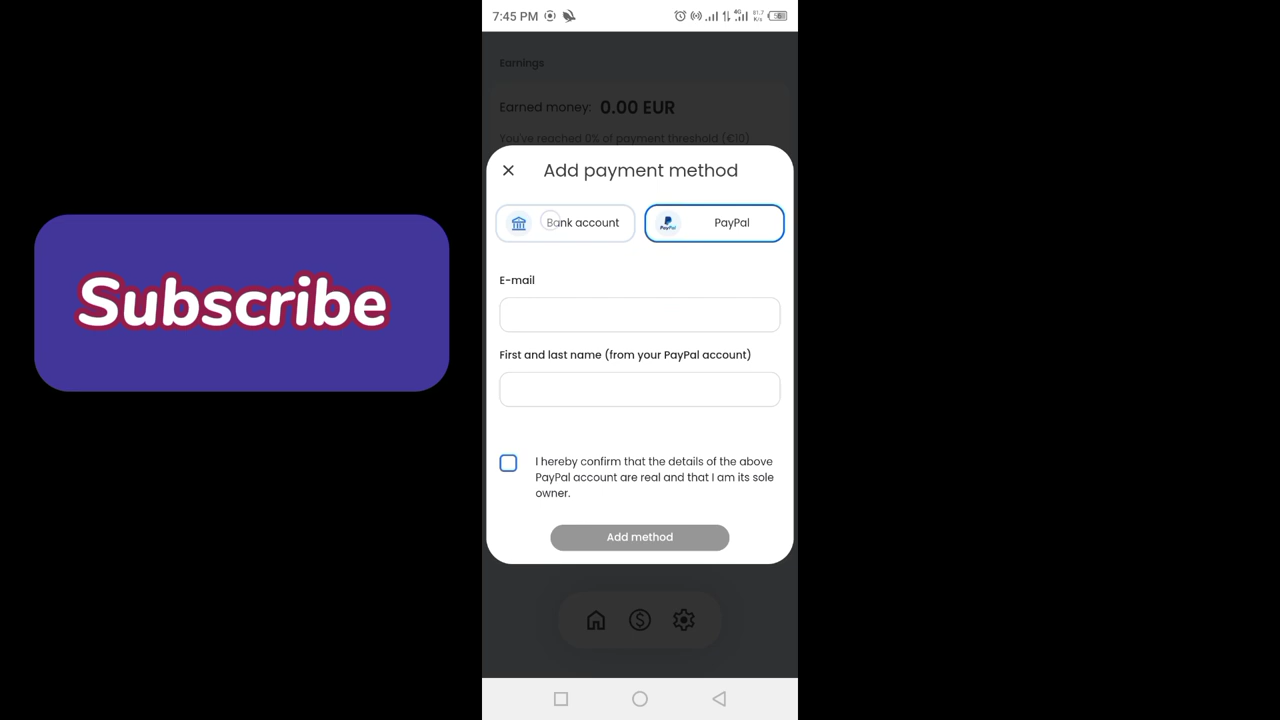 7:45 PM
4G
Earnings
Earned money: 0.00 EUR
You've reached 0% of payment threshold (€10)
Add payment method
Bank account
PayPal
PayPal
E-mail
First and last name (from your PayPal account)
I hereby confirm that the details of the above
PayPal account are real and that I am its sole
owner.
Add method
Subscribe